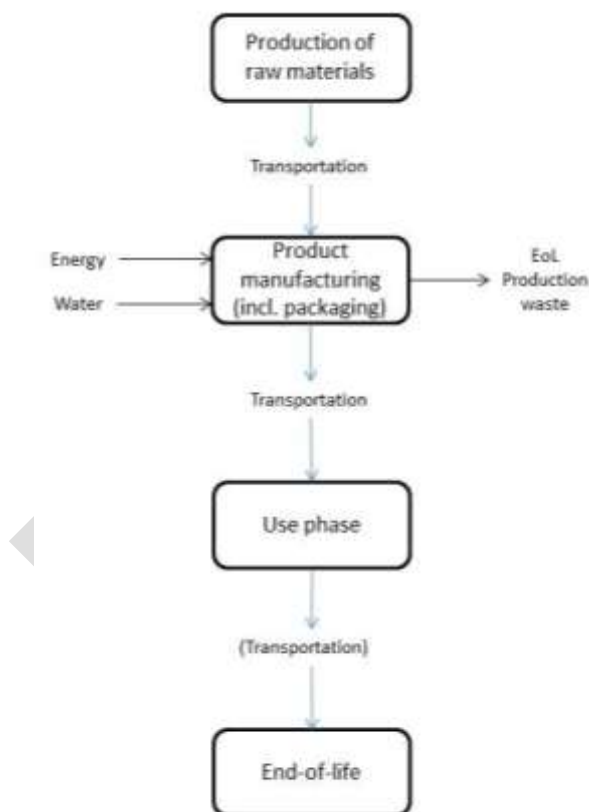 Production of
raw materials
Transportation
Energy
Water
Product
manufacturing
(incl. packaging)
EoL
Production
waste
Transportation
Use phase
(Transportation)
End-of-life